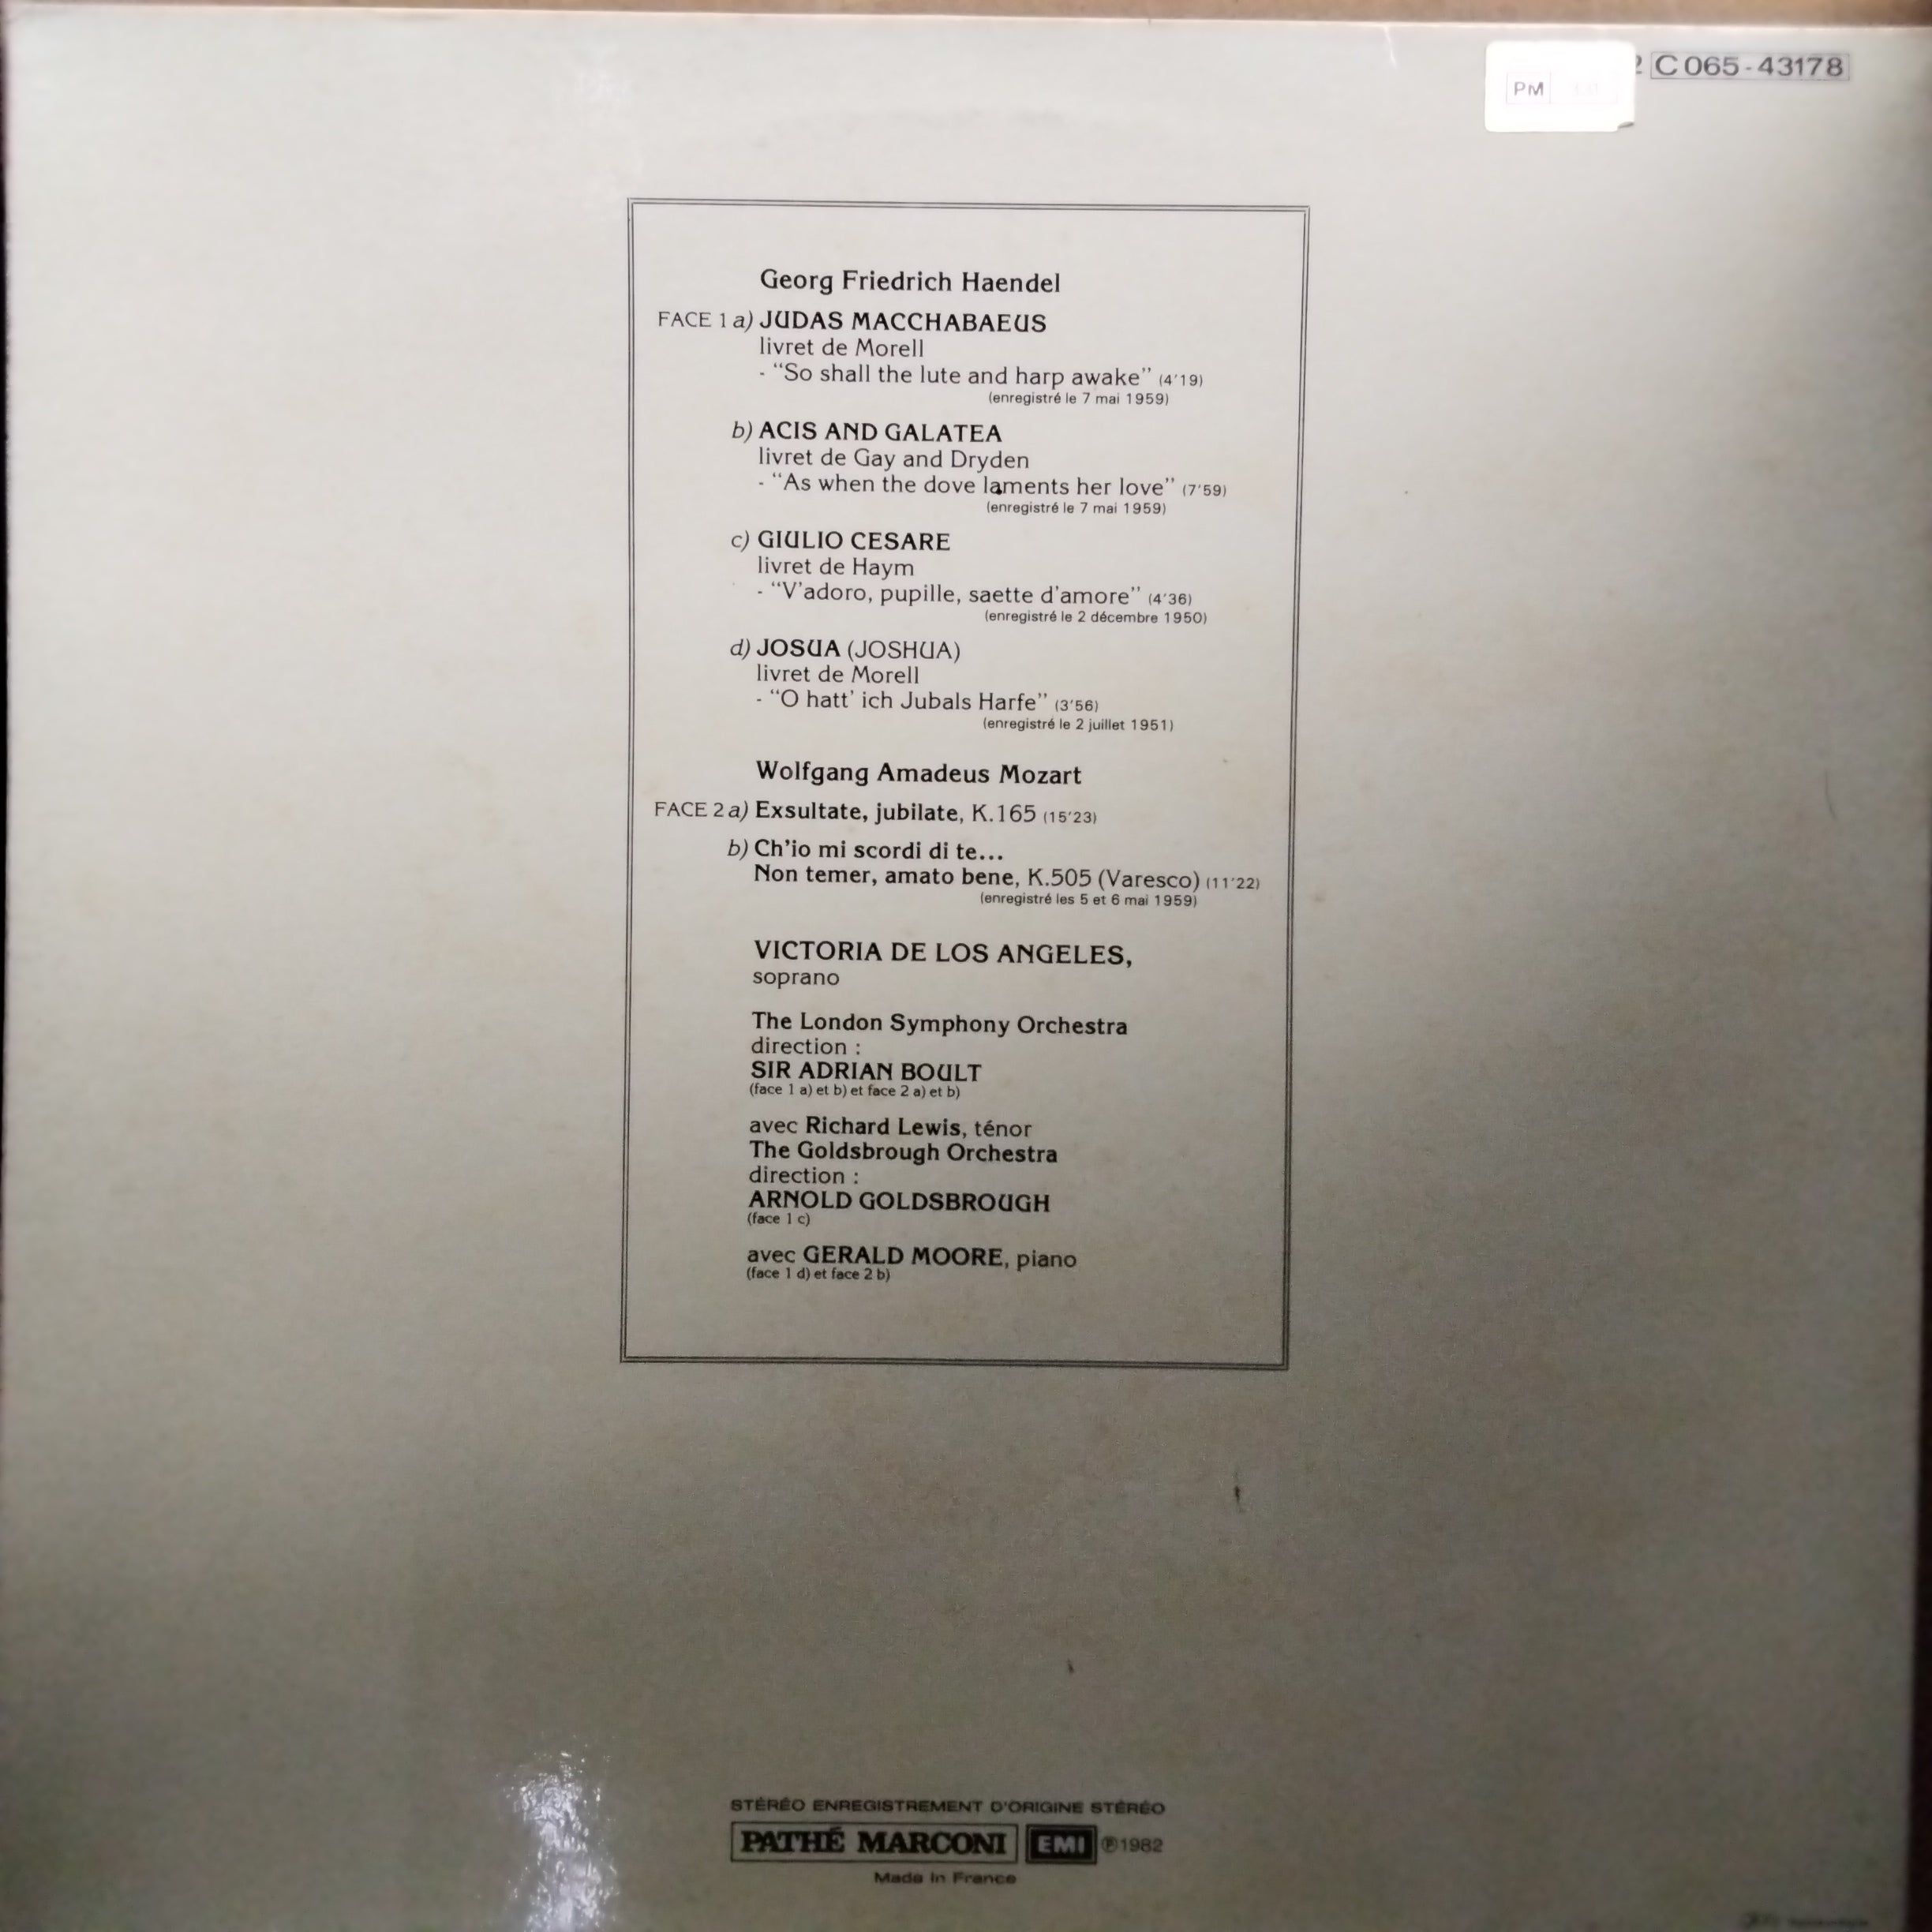 PM
2 C 065-43178
Georg Friedrich Haendel
FACE 1 a) JUDAS MACCHABAEUS
livret de Morell
- “So shall the lute and harp awake” (4'19)
(enregistré le 7 mai 1959)
b) ACIS AND GALATEA
livret de Gay and Dryden
- “As when the dove laments her love” (7'59)
(enregistré le 7 mai 1959)
c) GIULIO CESARE
livret de Haym
- “V'adoro, pupille, saette d'amore” (4'36)
(enregistré le 2 décembre 1950)
d) JOSUA (JOSHUA)
livret de Morell
- “O hatt' ich Jubals Harfe” (3'56)
(enregistré le 2 juillet 1951)
Wolfgang Amadeus Mozart
FACE 2 a) Exsultate, jubilate, K.165 (15'23)
b) Ch'io mi scordi di te...
Non temer, amato bene, K.505 (Varesco) (11'22)
(enregistré les 5 et 6 mai 1959)
VICTORIA DE LOS ANGELES,
soprano
The London Symphony Orchestra
direction :
SIR ADRIAN BOULT
(face 1 a) et b) et face 2 a) et b)
avec Richard Lewis, ténor
The Goldsbrough Orchestra
direction :
ARNOLD GOLDSBROUGH
(face 1 c)
avec GERALD MOORE, piano
(face 1 d) et face 2 b)
STÉRÉO ENREGISTREMENT D'ORIGINE STÉRÉO
PATHÉ MARCONI EMI ℗ 1982
Made in France